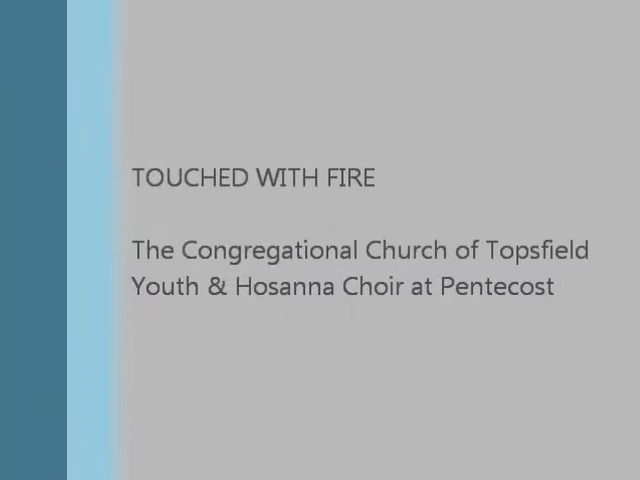 TOUCHED WITH FIRE
The Congregational Church of Topsfield
Youth & Hosanna Choir at Pentecost